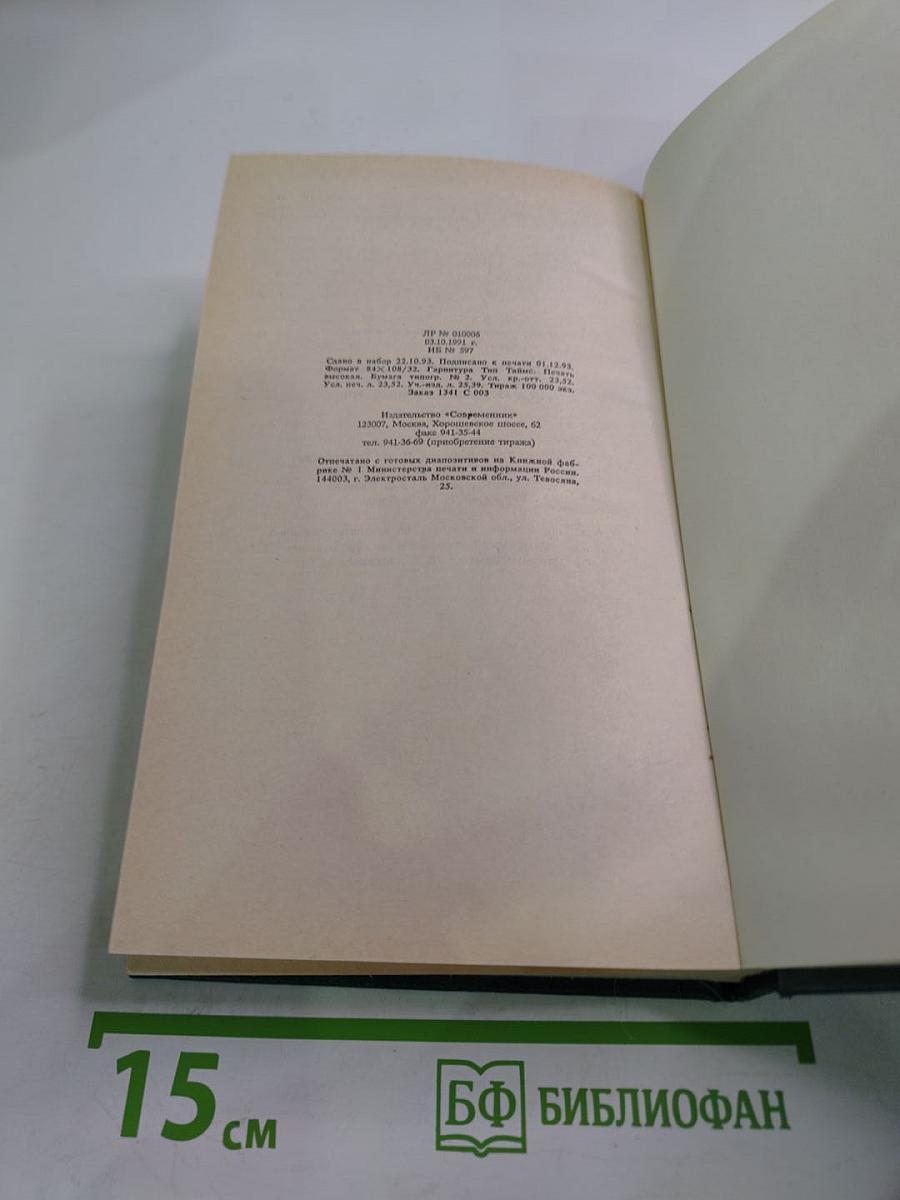 ЛР № 010006
03.10.1991 г.
ИБ № 597
Сдано в набор 22.10.93. Подписано к печати 01.12.93.
Формат 84×108/32. Гарнитура Тип Таймс. Печать
высокая. Бумага типогр. № 2. Усл. кр.-отт. 23,52.
Усл. печ. л. 23,52. Уч.-изд. л. 25,39. Тираж 100 000 экз.
Заказ 1341 С 003
Издательство «Современник»
123007, Москва, Хорошевское шоссе, 62
факс 941-35-44
тел. 941-36-69 (приобретение тиража)
Отпечатано с готовых диапозитивов на Книжной фаб-
рике № 1 Министерства печати и информации России.
144003, г. Электросталь Московской обл., ул. Тевосяна,
25.
15 см
БФ БИБЛИОФАН